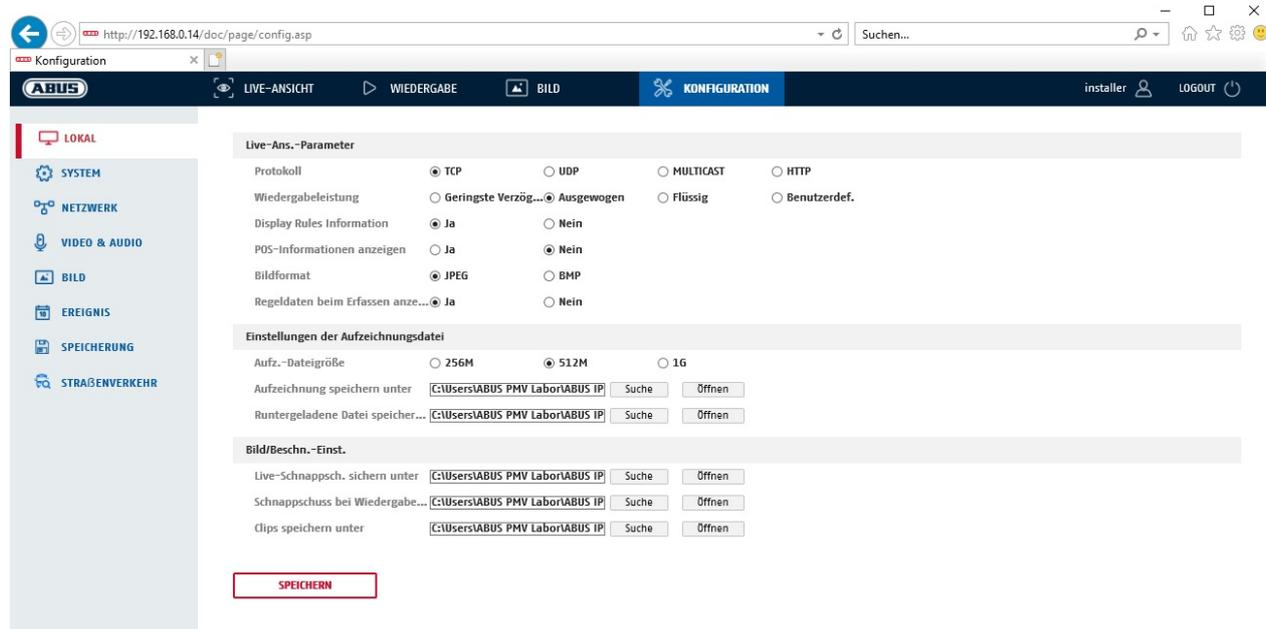 http://192.168.0.14/doc/page/config.asp
Suchen...
Konfiguration
ABUS
LIVE-ANSICHT WIEDERGABE BILD KONFIGURATION installer LOGOUT
LOKAL
SYSTEM
NETZWERK
VIDEO & AUDIO
BILD
EREIGNIS
SPEICHERUNG
STRAßENVERKEHR
Live-Ans.-Parameter
Protokoll TCP UDP MULTICAST HTTP
Wiedergabeleistung Geringste Verzög... Ausgewogen Flüssig Benutzerdef.
Display Rules Information Ja Nein
POS-Informationen anzeigen Ja Nein
Bildformat JPEG BMP
Regeldaten beim Erfassen anze... Ja Nein
Einstellungen der Aufzeichnungsdatei
Aufz.-Dateigröße 256M 512M 1G
Aufzeichnung speichern unter C:\Users\ABUS PMV Labor\ABUS IP Suche Öffnen
Runtergeladene Datei speicher... C:\Users\ABUS PMV Labor\ABUS IP Suche Öffnen
Bild/Beschn.-Einst.
Live-Schnappsch. sichern unter C:\Users\ABUS PMV Labor\ABUS IP Suche Öffnen
Schnappschuss bei Wiedergabe... C:\Users\ABUS PMV Labor\ABUS IP Suche Öffnen
Clips speichern unter C:\Users\ABUS PMV Labor\ABUS IP Suche Öffnen
SPEICHERN